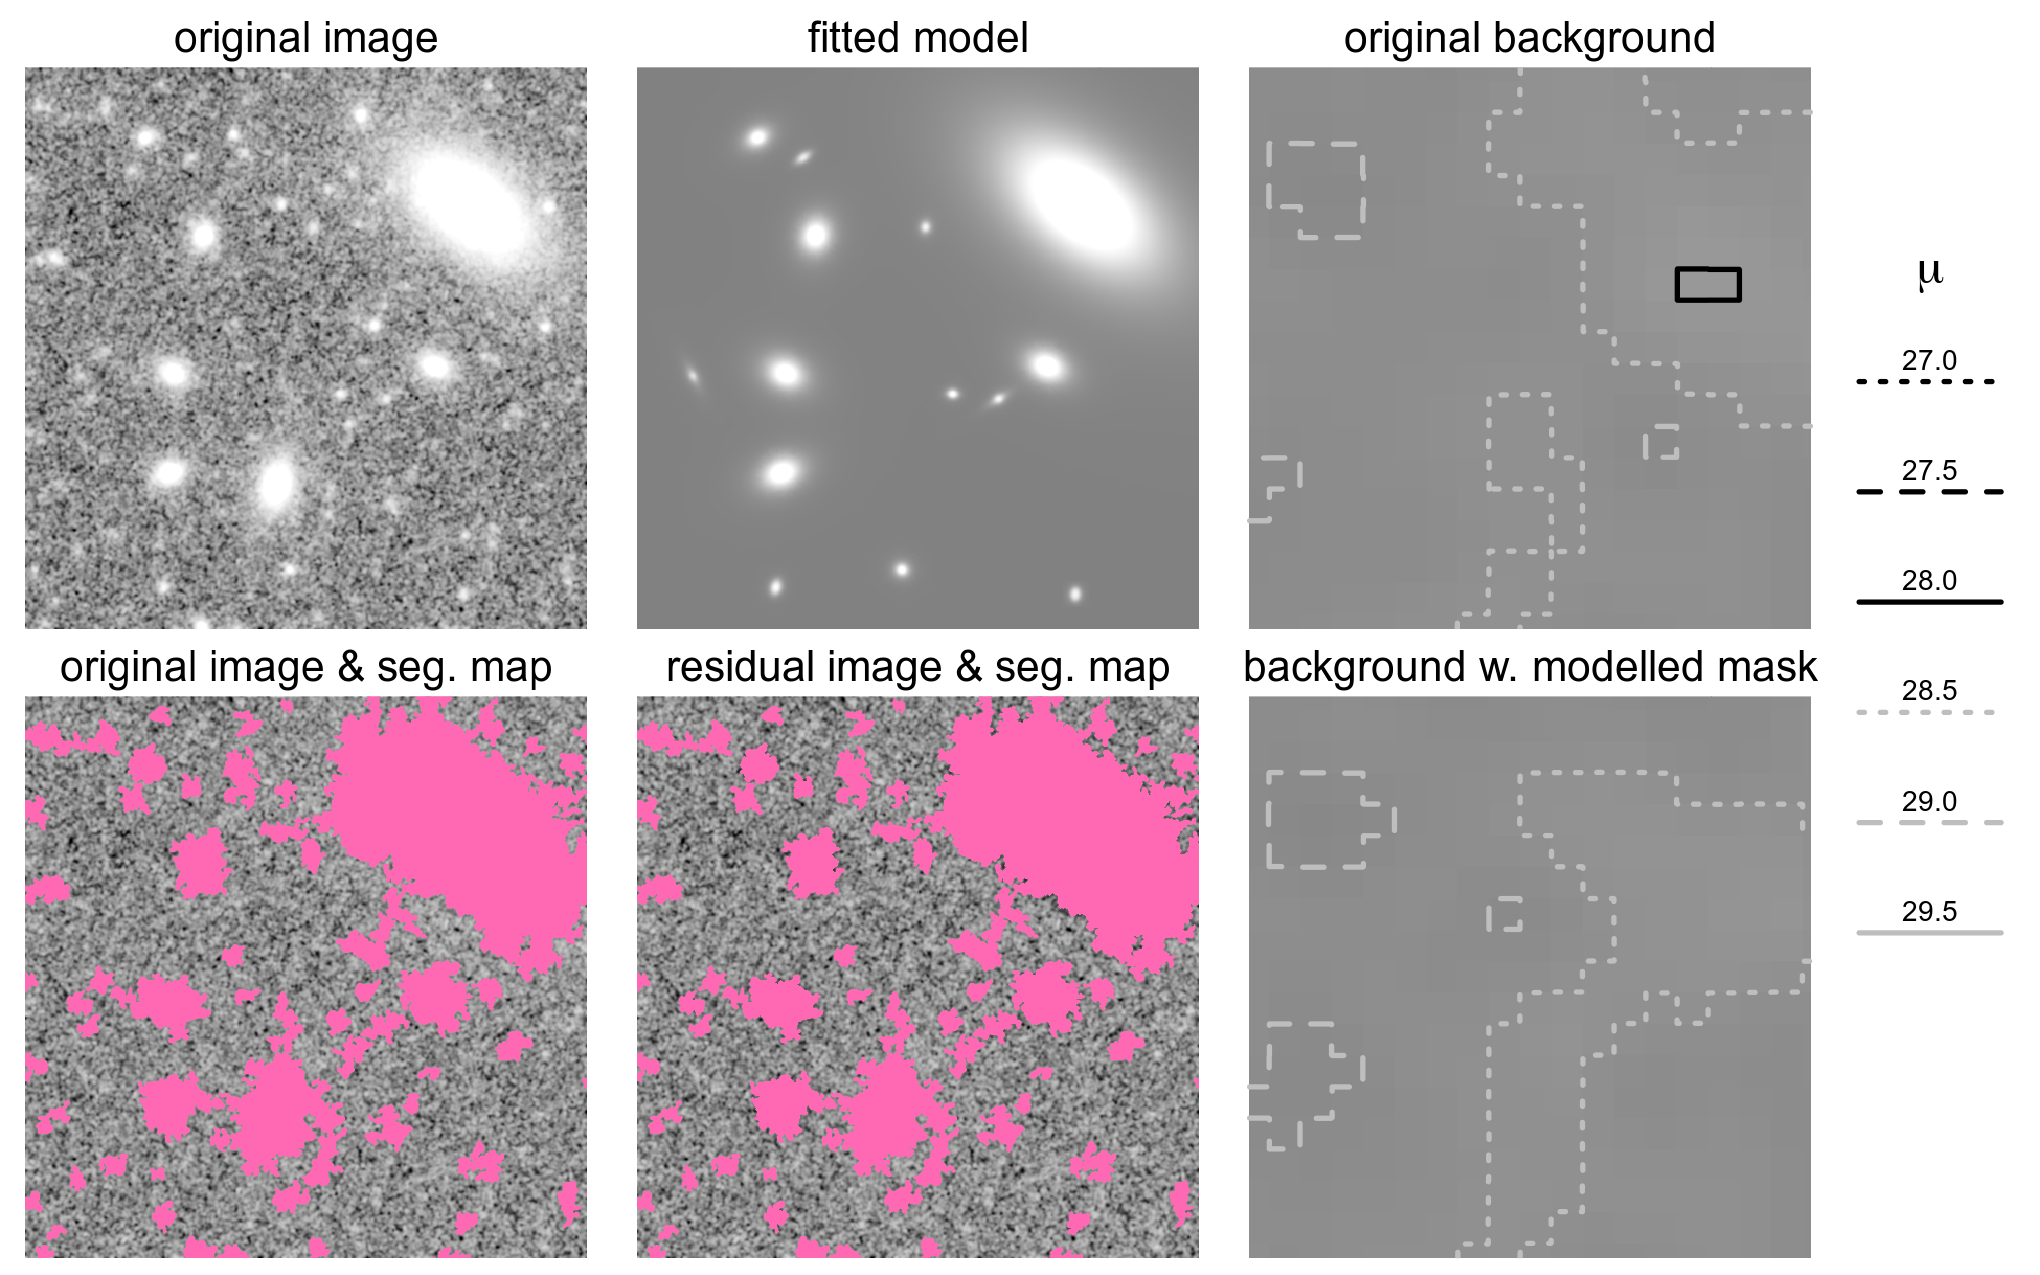 original image
fitted model
original background
μ
27.0
27.5
28.0
original image & seg. map
residual image & seg. map
background w. modelled mask
28.5
29.0
29.5